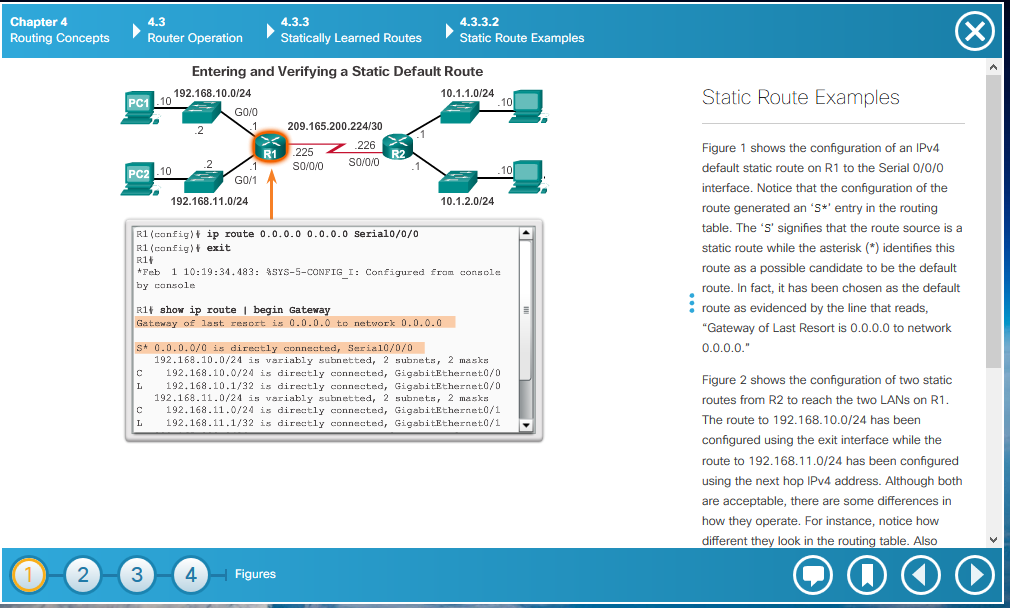 Chapter 4
Routing Concepts
4.3
Router Operation
4.3.3
Statically Learned Routes
4.3.3.2
Static Route Examples
Entering and Verifying a Static Default Route
PC1
.10
192.168.10.0/24
.2
G0/0
.1
209.165.200.224/30
10.1.1.0/24
.10
.1
R1
.225
S0/0/0
.226
S0/0/0
R2
PC2
.10
.2
.1
G0/1
192.168.11.0/24
.1
.10
10.1.2.0/24
R1(config)# ip route 0.0.0.0 0.0.0.0 Serial0/0/0
R1(config)# exit
R1#
*Feb 1 10:19:34.483: %SYS-5-CONFIG_I: Configured from console
by console
R1# show ip route | begin Gateway
Gateway of last resort is 0.0.0.0 to network 0.0.0.0
S* 0.0.0.0/0 is directly connected, Serial0/0/0
192.168.10.0/24 is variably subnetted, 2 subnets, 2 masks
C 192.168.10.0/24 is directly connected, GigabitEthernet0/0
L 192.168.10.1/32 is directly connected, GigabitEthernet0/0
192.168.11.0/24 is variably subnetted, 2 subnets, 2 masks
C 192.168.11.0/24 is directly connected, GigabitEthernet0/1
L 192.168.11.1/32 is directly connected, GigabitEthernet0/1
Static Route Examples
Figure 1 shows the configuration of an IPv4
default static route on R1 to the Serial 0/0/0
interface. Notice that the configuration of the
route generated an ‘S*’ entry in the routing
table. The ‘S’ signifies that the route source is a
static route while the asterisk (*) identifies this
route as a possible candidate to be the default
route. In fact, it has been chosen as the default
route as evidenced by the line that reads,
“Gateway of Last Resort is 0.0.0.0 to network
0.0.0.0.”
Figure 2 shows the configuration of two static
routes from R2 to reach the two LANs on R1.
The route to 192.168.10.0/24 has been
configured using the exit interface while the
route to 192.168.11.0/24 has been configured
using the next hop IPv4 address. Although both
are acceptable, there are some differences in
how they operate. For instance, notice how
different they look in the routing table. Also
1
2
3
4
Figures